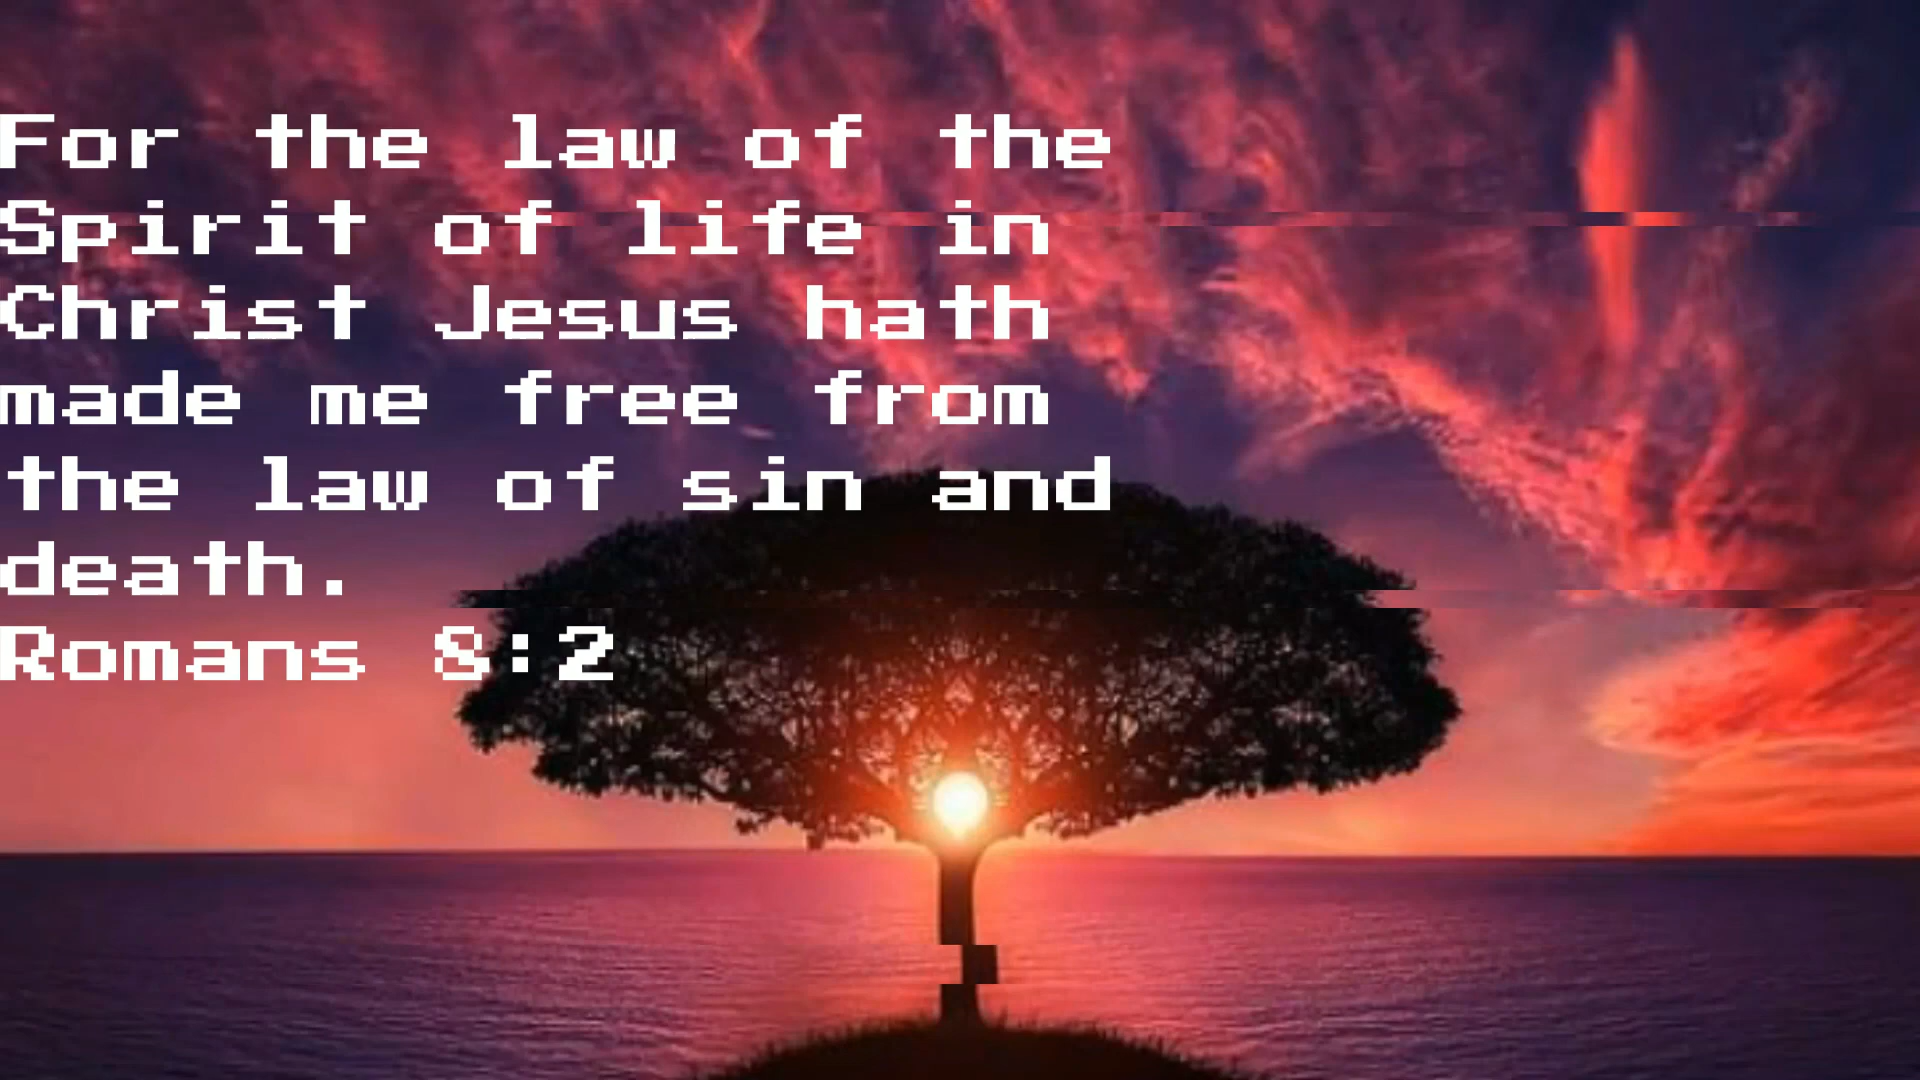 For the law of the
Spirit of life in
Christ Jesus hath
made me free from
the law of sin and
death.
Romans 8:2